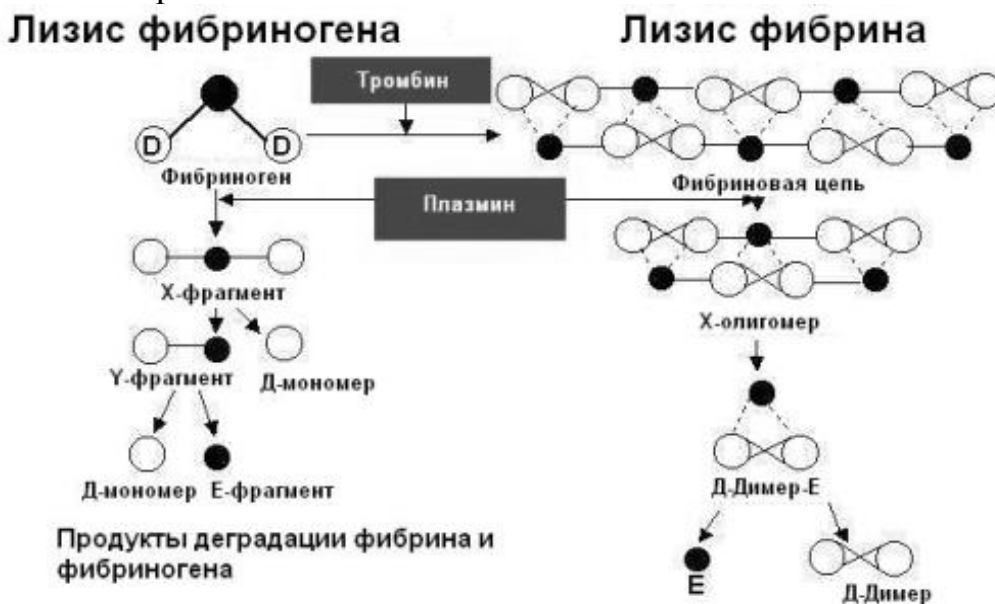 Лизис фибриногена
Лизис фибрина
Тромбин
D
D
Фибриноген
Фибриновая цепь
Плазмин
Х-фрагмент
Х-олигомер
Y-фрагмент
Д-мономер
Д-мономер
Е-фрагмент
Д-Димер-Е
Продукты деградации фибрина и
фибриногена
Е
Д-Димер